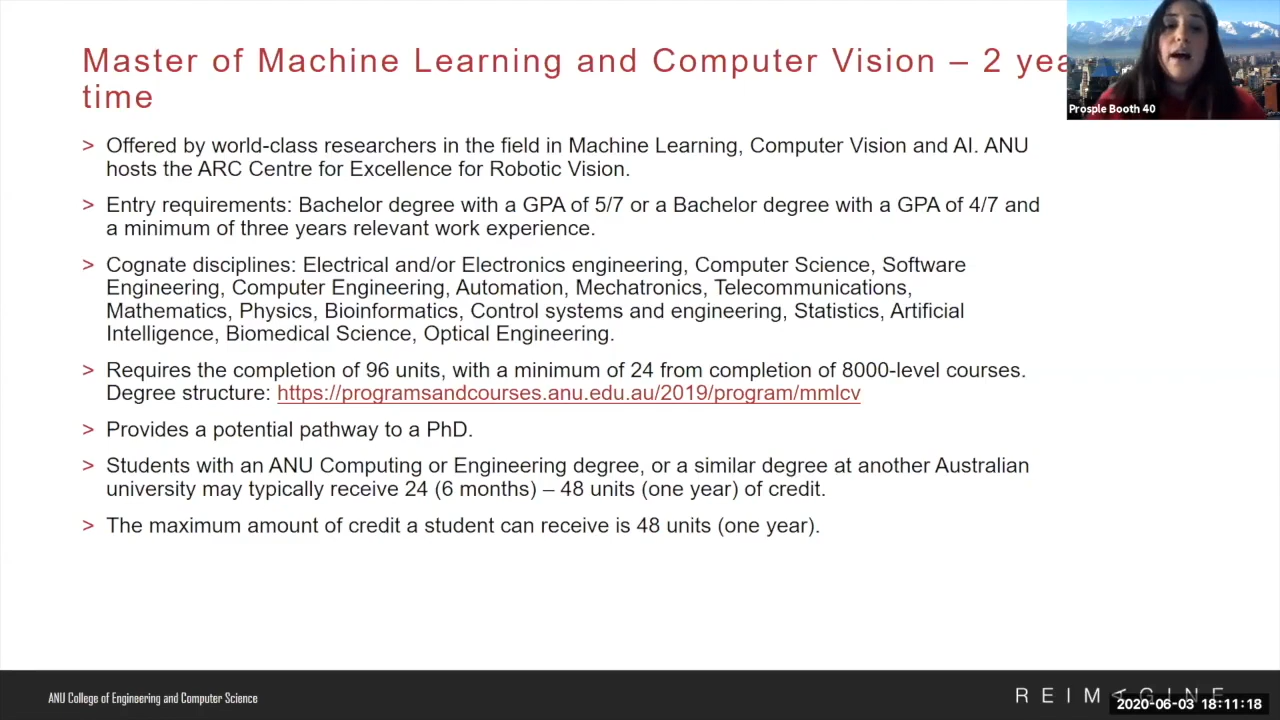 Master of Machine Learning and Computer Vision – 2
time
Prosple Booth 40
> Offered by world-class researchers in the field in Machine Learning, Computer Vision and AI. ANU
hosts the ARC Centre for Excellence for Robotic Vision.
> Entry requirements: Bachelor degree with a GPA of 5/7 or a Bachelor degree with a GPA of 4/7 and
a minimum of three years relevant work experience.
> Cognate disciplines: Electrical and/or Electronics engineering, Computer Science, Software
Engineering, Computer Engineering, Automation, Mechatronics, Telecommunications,
Mathematics, Physics, Bioinformatics, Control systems and engineering, Statistics, Artificial
Intelligence, Biomedical Science, Optical Engineering.
> Requires the completion of 96 units, with a minimum of 24 from completion of 8000-level courses.
Degree structure: https://programsandcourses.anu.edu.au/2019/program/mmlcv
> Provides a potential pathway to a PhD.
> Students with an ANU Computing or Engineering degree, or a similar degree at another Australian
university may typically receive 24 (6 months) – 48 units (one year) of credit.
> The maximum amount of credit a student can receive is 48 units (one year).
ANU College of Engineering and Computer Science
REIMAGINE
2020-06-03 18:11:18